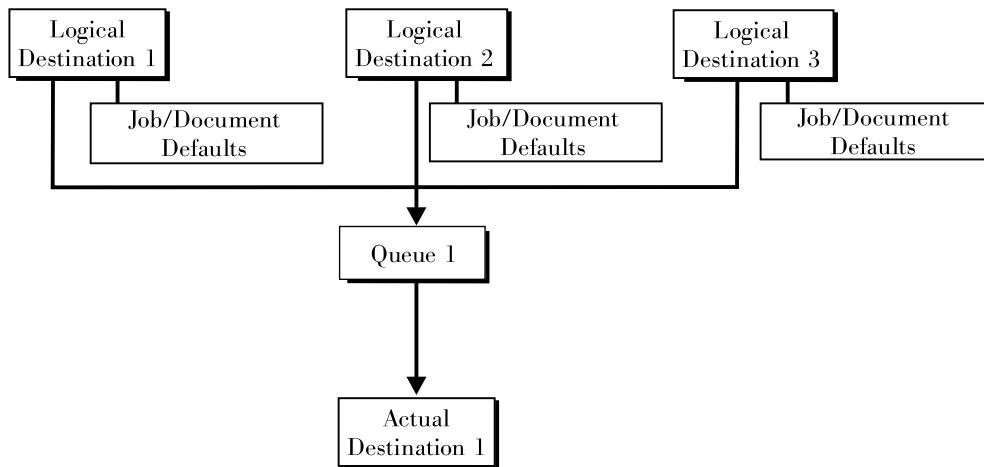 Logical
Destination 1
Logical
Destination 2
Logical
Destination 3
Job/Document
Defaults
Job/Document
Defaults
Job/Document
Defaults
Queue 1
Actual
Destination 1